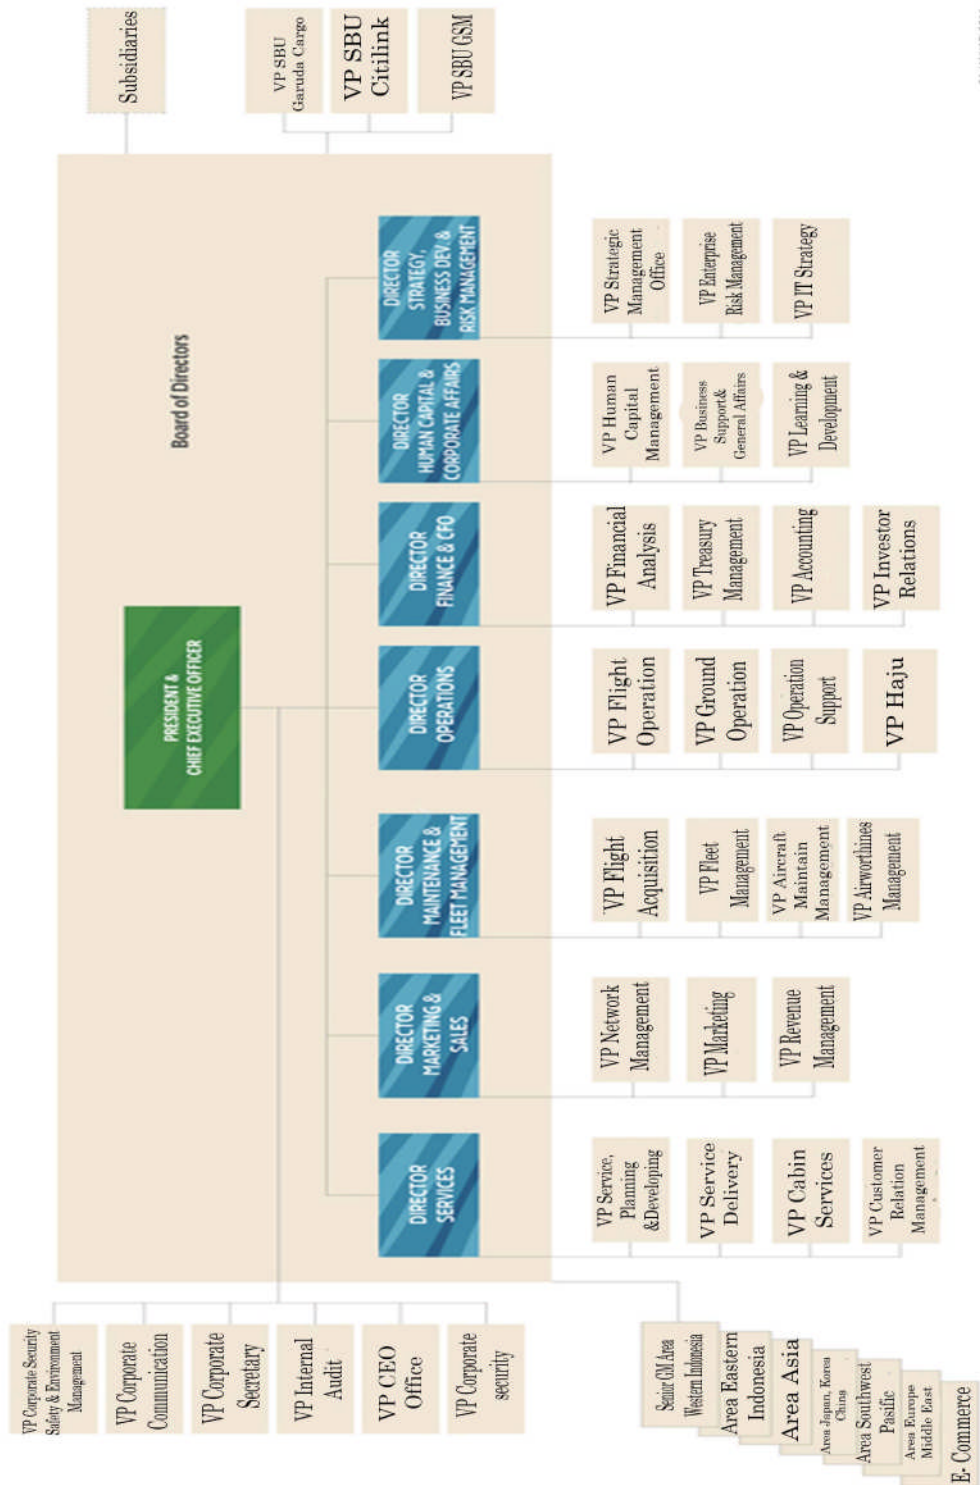 Board of Directors
PRESIDENT &
CHIEF EXECUTIVE OFFICER
VP Corporate Security
Safety & Environment
Management
VP Corporate
Communication
VP Corporate
Secretary
VP Internal
Audit
VP CEO
Office
VP Corporate
security
Subsidiaries
VP SBU
Garuda Cargo
VP SBU
Citilink
VP SBU GSM
DIRECTOR
SERVICES
DIRECTOR
MARKETING &
SALES
DIRECTOR
MAINTENANCE &
FLEET MANAGEMENT
DIRECTOR
OPERATIONS
DIRECTOR
FINANCE & CFO
DIRECTOR
HUMAN CAPITAL &
CORPORATE AFFAIRS
DIRECTOR
STRATEGY,
BUSINESS DEV. &
RISK MANAGEMENT
VP Service,
Planning
&Developing
VP Service
Delivery
VP Cabin
Services
VP Customer
Relation
Management
VP Network
Management
VP Marketing
VP Revenue
Management
VP Flight
Acquisition
VP Fleet
Management
VP Aircraft
Maintain
Management
VP Airworthines
Management
VP Flight
Operation
VP Ground
Operation
VP Operation
Support
VP Haju
VP Financial
Analysis
VP Treasury
Management
VP Accounting
VP Investor
Relations
VP Human
Capital
Management
VP Business
Support&
General Affairs
VP Learning &
Development
VP Strategic
Management
Office
VP Enterprise
Risk Management
VP IT Strategy
Senior GM Area
Western Indonesia
Area Eastern
Indonesia
Area Asia
Area Japan, Korea
China
Area Southwest
Pasific
Area Europe
Middle East
E- Commerce